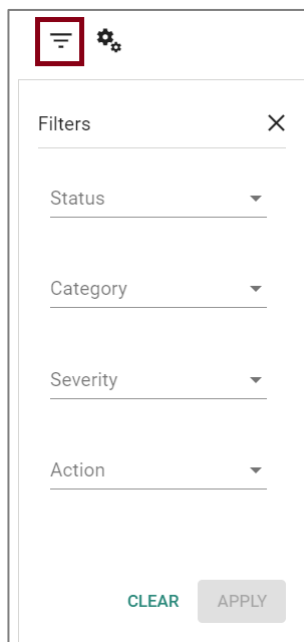 Filters
Status
Category
Severity
Action
CLEAR APPLY